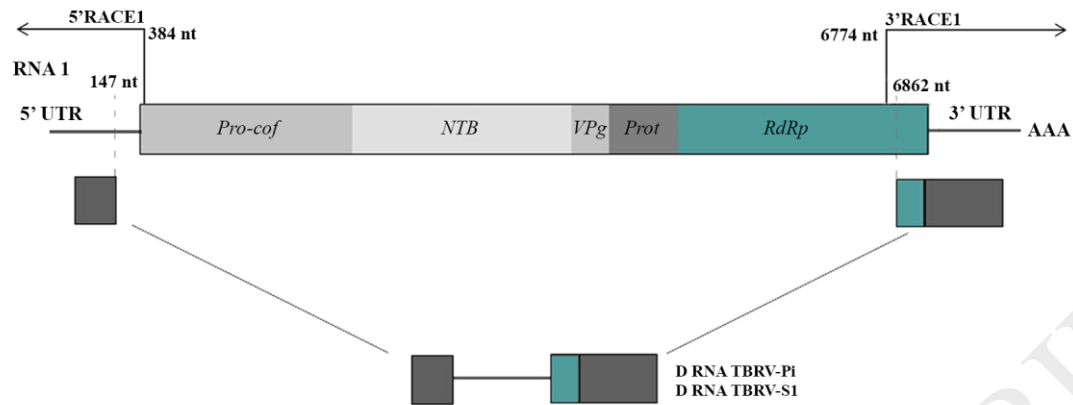 5'RACE1
3'RACE1
384 nt
6774 nt
RNA 1
147 nt
6862 nt
5' UTR
3' UTR
Pro-cof
NTB
VPg
Prot
RdRp
AAA
D RNA TBRV-Pi
D RNA TBRV-S1